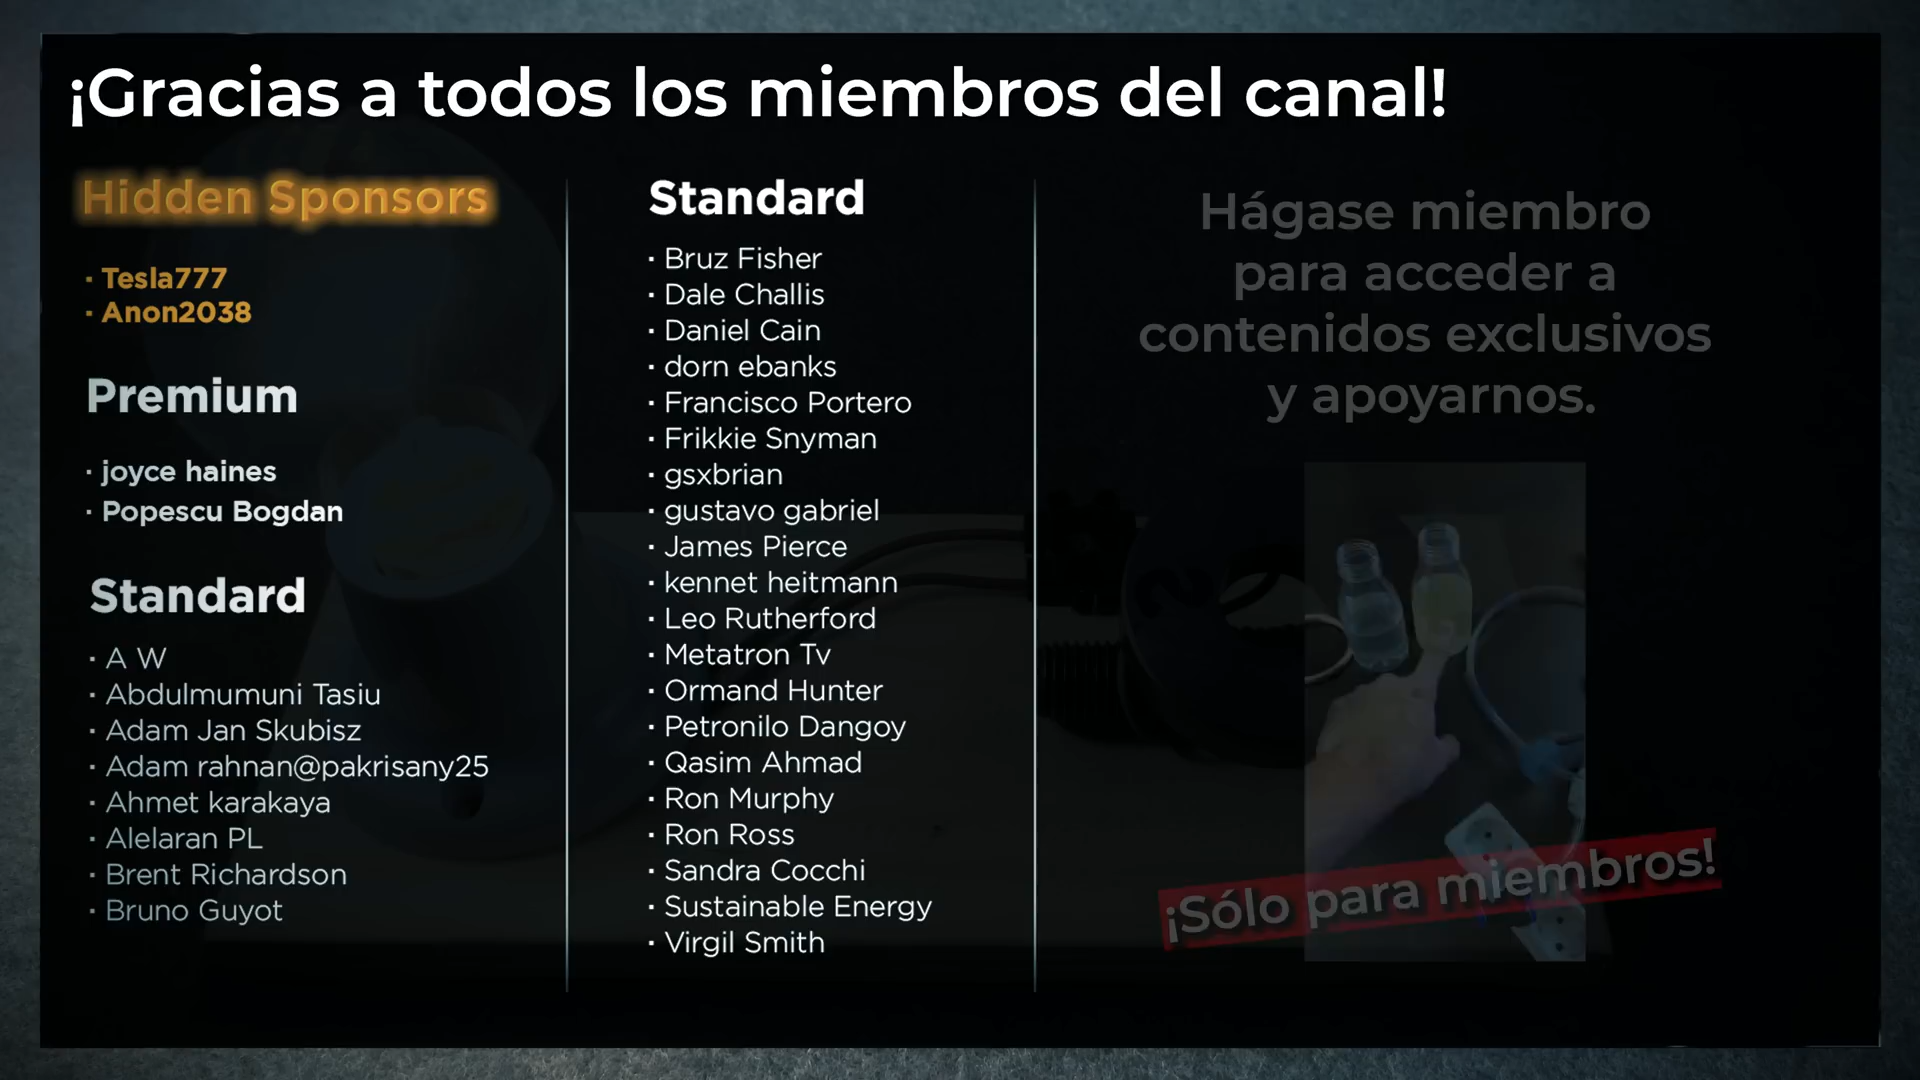 ¡Gracias a todos los miembros del canal!
Hidden Sponsors
· Tesla777
· Anon2038
Premium
· joyce haines
· Popescu Bogdan
Standard
· A W
· Abdulmumuni Tasiu
· Adam Jan Skubisz
· Adam rahnan@pakrisany25
· Ahmet karakaya
· Alelaran PL
· Brent Richardson
· Bruno Guyot
Standard
· Bruz Fisher
· Dale Challis
· Daniel Cain
· dorn ebanks
· Francisco Portero
· Frikkie Snyman
· gsxbrian
· gustavo gabriel
· James Pierce
· kennet heitmann
· Leo Rutherford
· Metatron Tv
· Ormand Hunter
· Petronilo Dangoy
· Qasim Ahmad
· Ron Murphy
· Ron Ross
· Sandra Cocchi
· Sustainable Energy
· Virgil Smith
Hágase miembro
para acceder a
contenidos exclusivos
y apoyarnos.
¡Sólo para miembros!